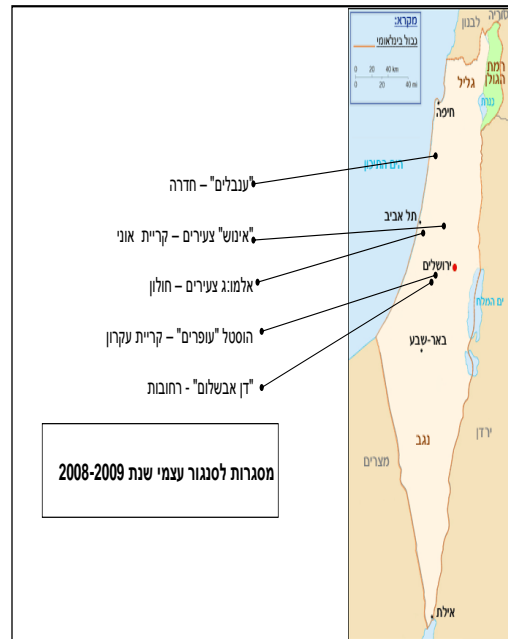 מקרא:
גבול בינלאומי
0 20 40 km
0 20 40 mi
לבנון
סוריה
רמת הגולן
גליל
כנרת
חיפה
הים התיכון
"ענבלים" – חדרה
תל אביב
"אינוש" צעירים – קריית אוני
ירושלים
אלמו:ג צעירים – חולון
ים המלח
הוסטל "עופרים" – קריית עקרון
באר-שבע
"דן אבשלום" - רחובות
ירדן
נגב
מצרים
מסגרות לסנגור עצמי שנת 2008-2009
אילת